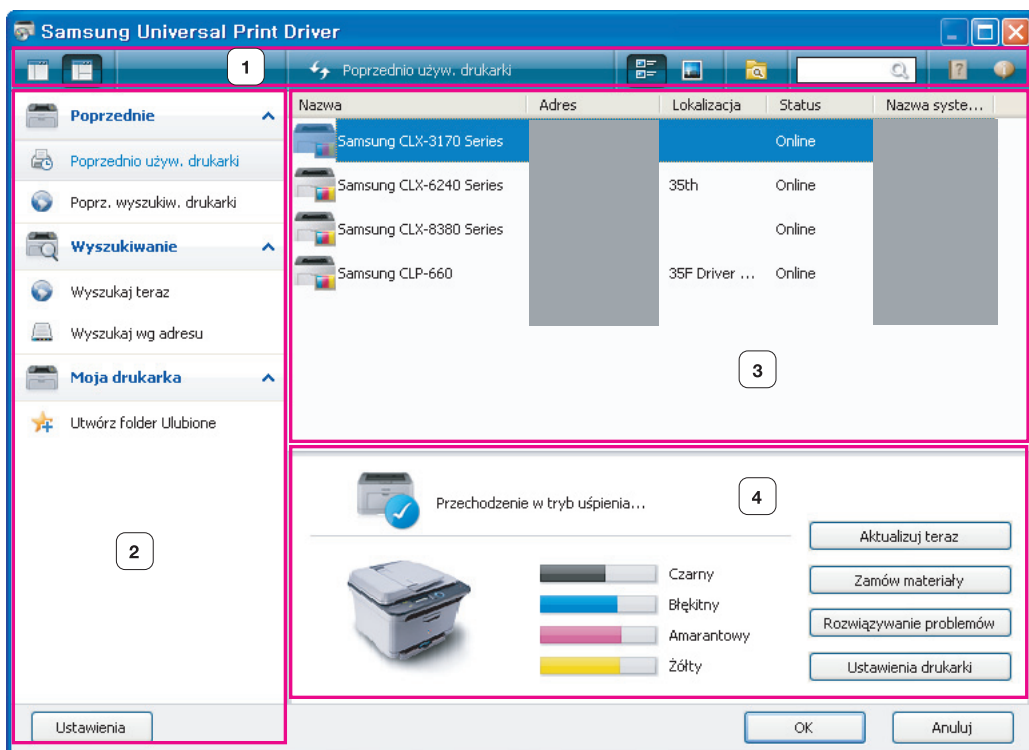 Samsung Universal Print Driver
1
Poprzednio używ. drukarki
Poprzednie
Poprzednio używ. drukarki
Poprz. wyszukiw. drukarki
Wyszukiwanie
Wyszukaj teraz
Wyszukaj wg adresu
Moja drukarka
Utwórz folder Ulubione
2
Ustawienia
Nazwa Adres Lokalizacja Status Nazwa syste...
Samsung CLX-3170 Series Online
Samsung CLX-6240 Series 35th Online
Samsung CLX-8380 Series Online
Samsung CLP-660 35F Driver ... Online
3
Przechodzenie w tryb uśpienia...
4
Czarny
Błękitny
Amarantowy
Żółty
Aktualizuj teraz
Zamów materiały
Rozwiązywanie problemów
Ustawienia drukarki
OK Anuluj